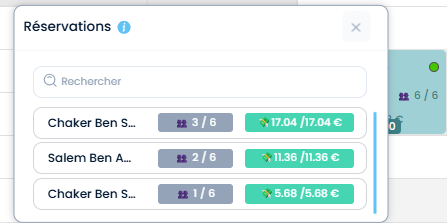 Réservations
Rechercher
Chaker Ben S... 3 / 6 17.04 /17.04 €
Salem Ben A... 2 / 6 11.36 /11.36 €
Chaker Ben S... 1 / 6 5.68 /5.68 €
6 / 6
€
0